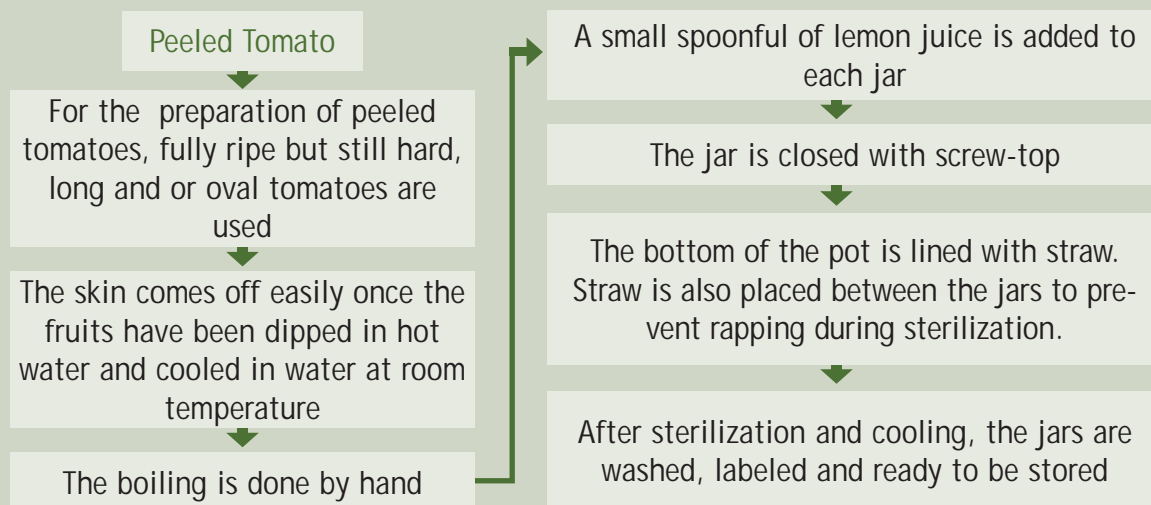 Peeled Tomato
For the preparation of peeled
tomatoes, fully ripe but still hard,
long and or oval tomatoes are
used
The skin comes off easily once the
fruits have been dipped in hot
water and cooled in water at room
temperature
The boiling is done by hand
A small spoonful of lemon juice is added to
each jar
The jar is closed with screw-top
The bottom of the pot is lined with straw.
Straw is also placed between the jars to pre-
vent rapping during sterilization.
After sterilization and cooling, the jars are
washed, labeled and ready to be stored